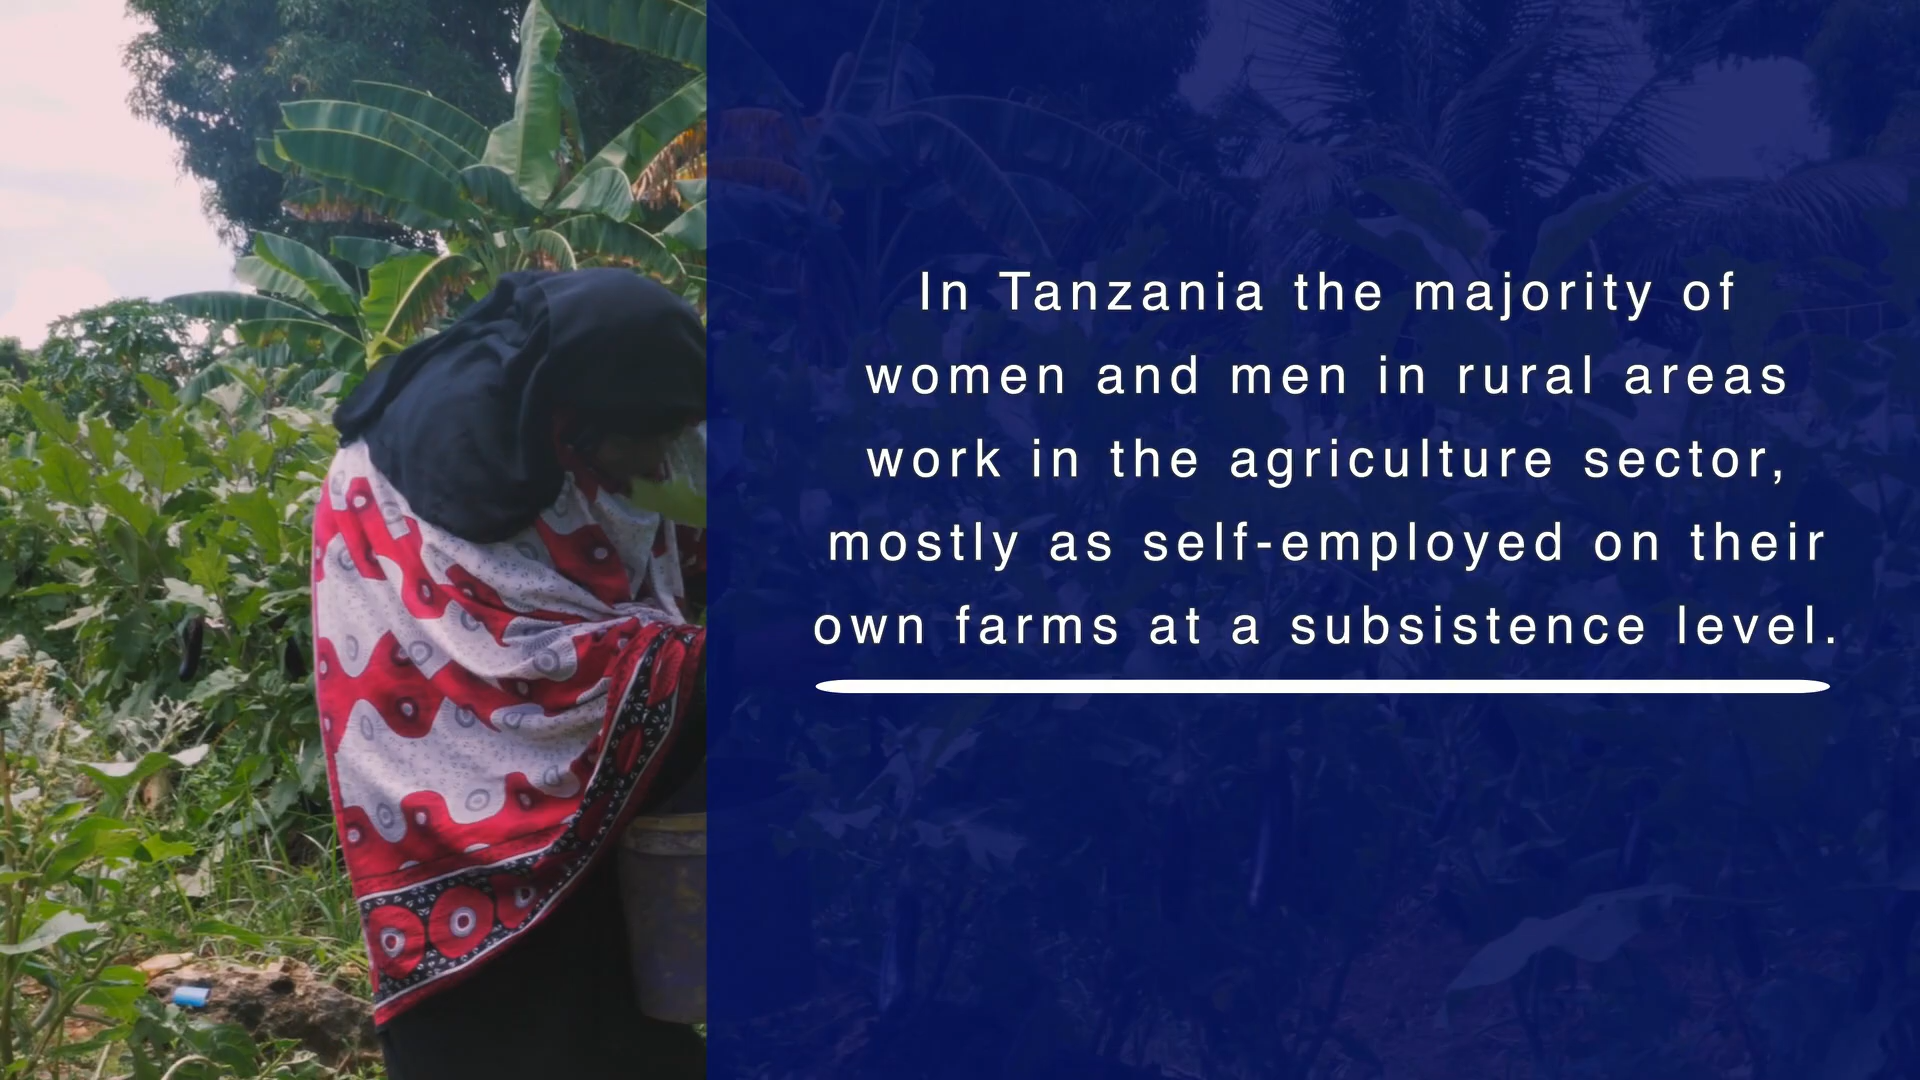 In Tanzania the majority of
women and men in rural areas
work in the agriculture sector,
mostly as self-employed on their
own farms at a subsistence level.